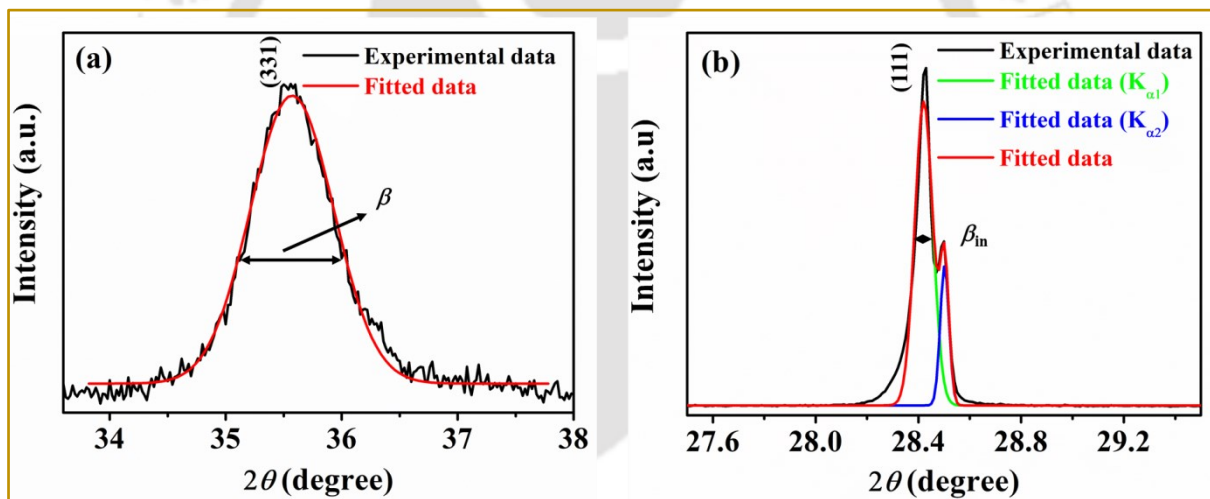 (a)
(331)
Experimental data
Fitted data
β
Intensity (a.u.)
34 35 36 37 38
2θ (degree)
(b)
(111)
Experimental data
Fitted data (Kα1)
Fitted data (Kα2)
Fitted data
βin
Intensity (a.u)
27.6 28.0 28.4 28.8 29.2
2θ (degree)